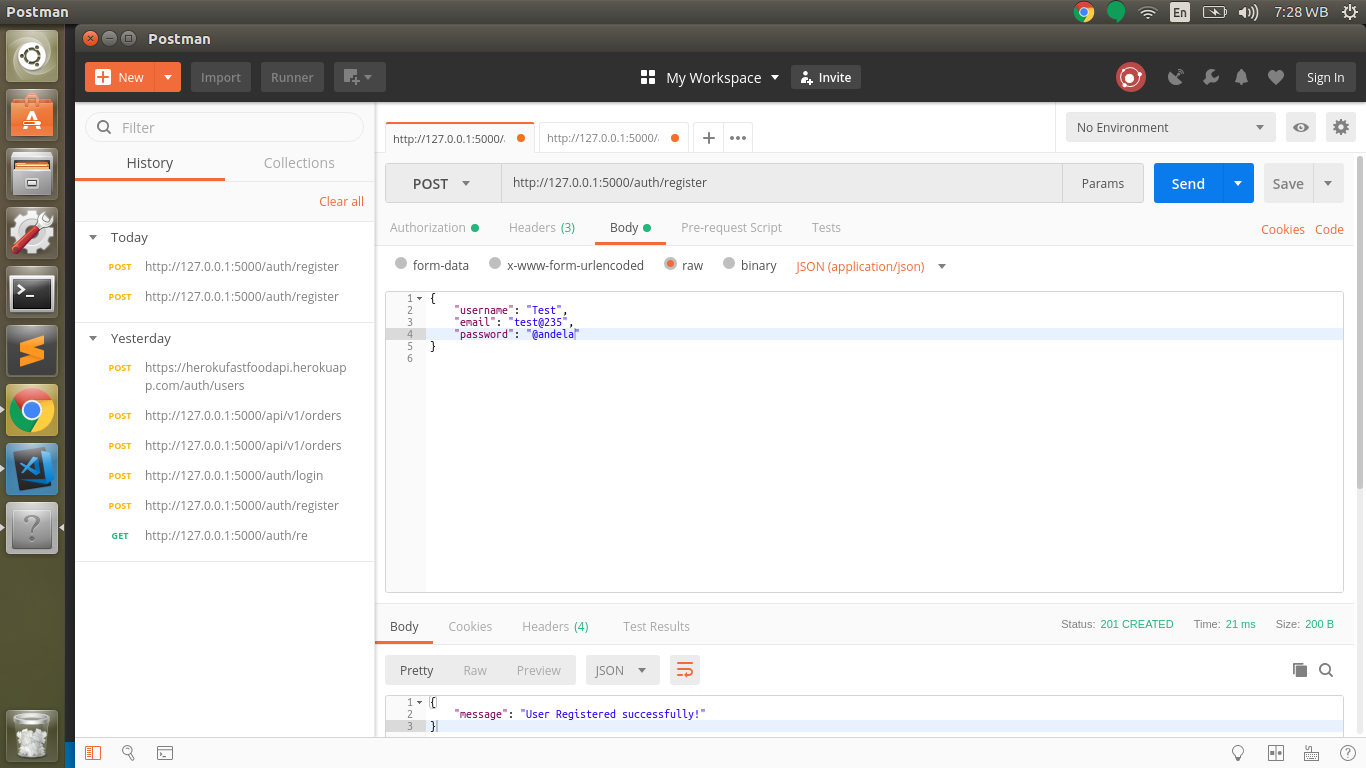 Postman
En
7:28 WB
Postman
New
Import
Runner
My Workspace
Invite
Sign In
Filter
History
Collections
Clear all
Today
POST http://127.0.0.1:5000/auth/register
POST http://127.0.0.1:5000/auth/register
Yesterday
POST https://herokufastfoodapi.herokuap
p.com/auth/users
POST http://127.0.0.1:5000/api/v1/orders
POST http://127.0.0.1:5000/api/v1/orders
POST http://127.0.0.1:5000/auth/login
POST http://127.0.0.1:5000/auth/register
GET http://127.0.0.1:5000/auth/re
http://127.0.0.1:5000/
http://127.0.0.1:5000/
No Environment
POST
http://127.0.0.1:5000/auth/register
Params
Send
Save
Authorization
Headers (3)
Body
Pre-request Script
Tests
Cookies
Code
form-data
x-www-form-urlencoded
raw
binary
JSON (application/json)
1 {
2 "username": "Test",
3 "email": "test@235",
4 "password": "@andela"
5 }
6
Body
Cookies
Headers (4)
Test Results
Status: 201 CREATED
Time: 21 ms
Size: 200 B
Pretty
Raw
Preview
JSON
1 {
2 "message": "User Registered successfully!"
3 }